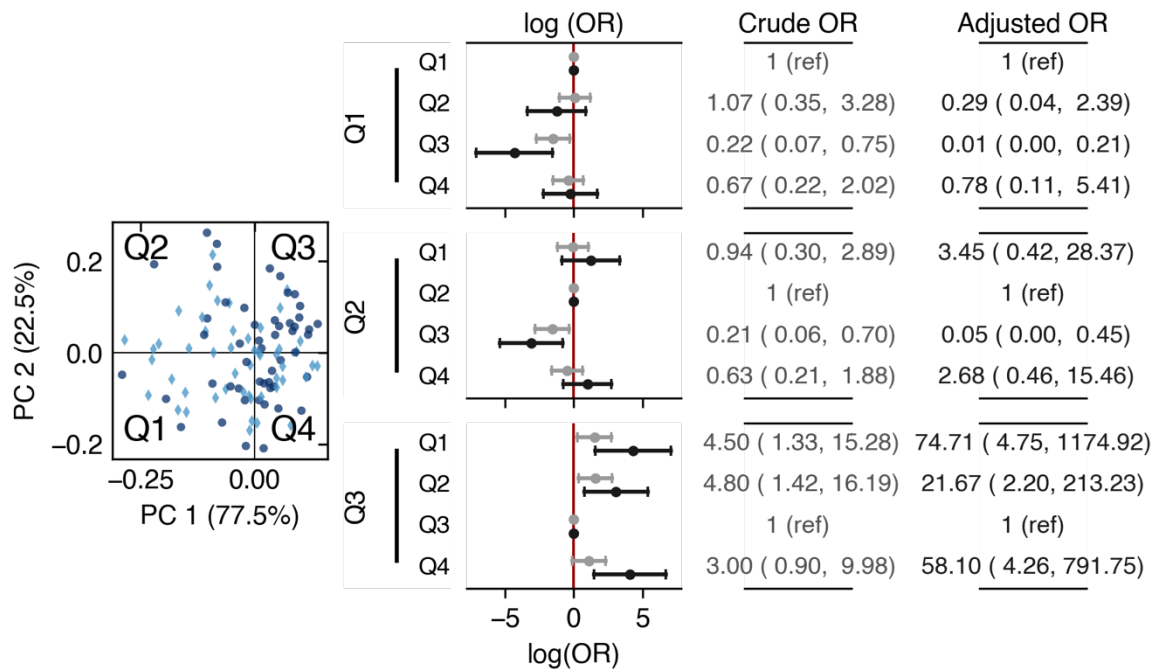 log (OR) Crude OR Adjusted OR
Q1
Q1 1 (ref) 1 (ref)
Q2 1.07 ( 0.35, 3.28) 0.29 ( 0.04, 2.39)
Q3 0.22 ( 0.07, 0.75) 0.01 ( 0.00, 0.21)
Q4 0.67 ( 0.22, 2.02) 0.78 ( 0.11, 5.41)
−5 0 5
Q2
Q1 0.94 ( 0.30, 2.89) 3.45 ( 0.42, 28.37)
Q2 1 (ref) 1 (ref)
Q3 0.21 ( 0.06, 0.70) 0.05 ( 0.00, 0.45)
Q4 0.63 ( 0.21, 1.88) 2.68 ( 0.46, 15.46)
Q3
Q1 4.50 ( 1.33, 15.28) 74.71 ( 4.75, 1174.92)
Q2 4.80 ( 1.42, 16.19) 21.67 ( 2.20, 213.23)
Q3 1 (ref) 1 (ref)
Q4 3.00 ( 0.90, 9.98) 58.10 ( 4.26, 791.75)
−5 0 5
log(OR)
Q2 Q3
Q1 Q4
0.2
0.0
−0.2
PC 2 (22.5%)
−0.25 0.00
PC 1 (77.5%)